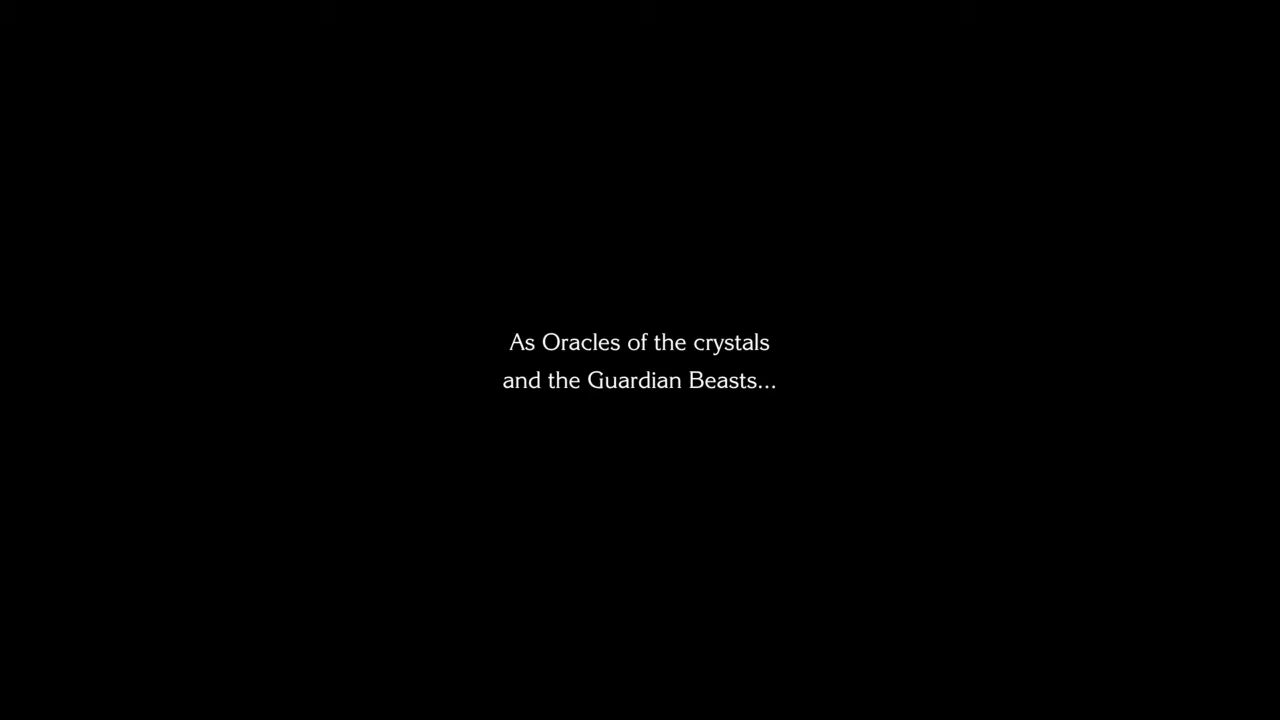 As Oracles of the crystals
and the Guardian Beasts...